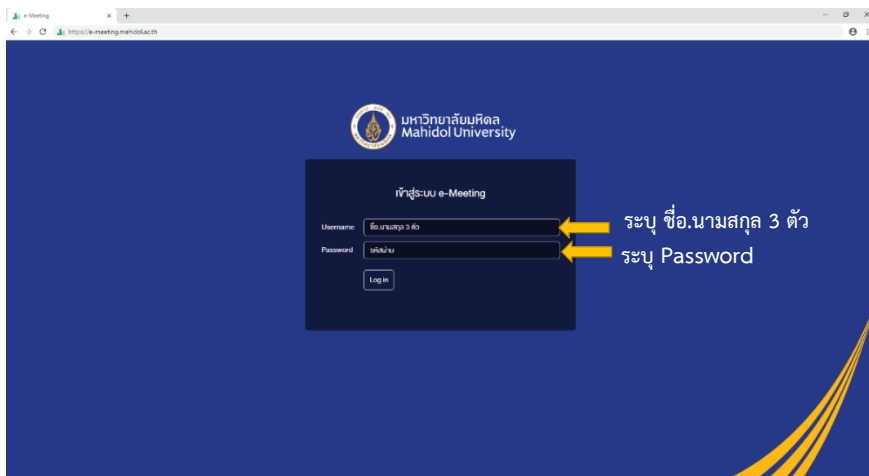 e-Meeting
https://e-meeting.mahidol.ac.th
มหาวิทยาลัยมหิดล
Mahidol University
เข้าสู่ระบบ e-Meeting
Username ชื่อ.นามสกุล 3 ตัว
ระบุ ชื่อ.นามสกุล 3 ตัว
Password รหัสผ่าน
ระบุ Password
Log in